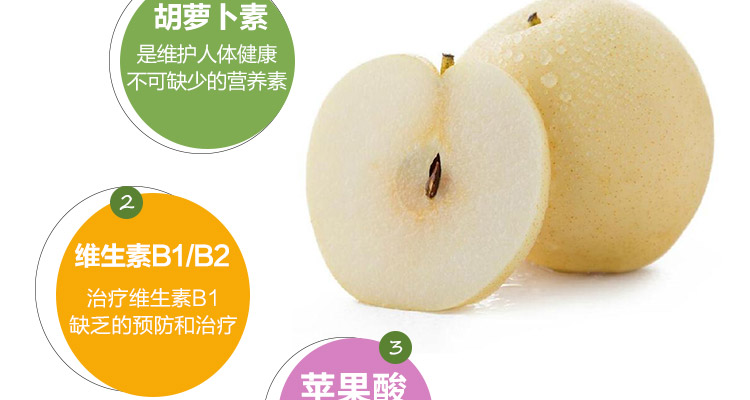 胡萝卜素
是维护人体健康
不可缺少的营养素
2
维生素B1/B2
治疗维生素B1
缺乏的预防和治疗
3
苹果酸